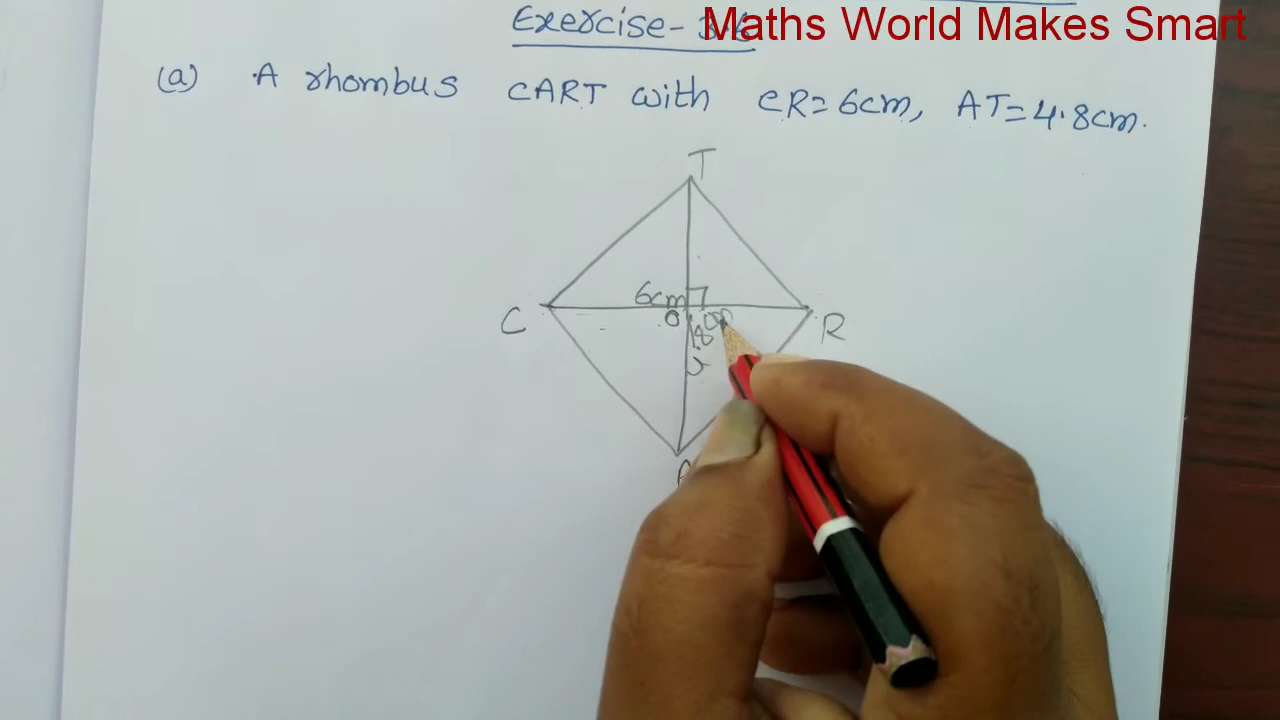 Maths World Makes Smart
Exercise-
(a) A rhombus CART with CR=6cm, AT=4.8cm.
T
6cm
C O R
A